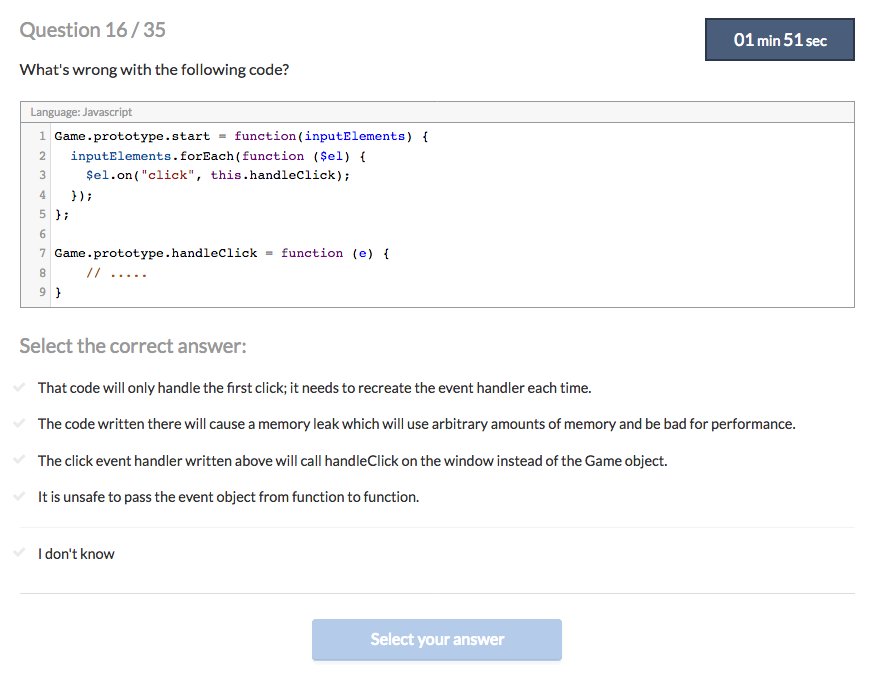 Question 16 / 35
01 min 51 sec
What's wrong with the following code?
Language: Javascript
1 Game.prototype.start = function(inputElements) {
2   inputElements.forEach(function ($el) {
3     $el.on("click", this.handleClick);
4   });
5 };
6
7 Game.prototype.handleClick = function (e) {
8     // .....
9 }
Select the correct answer:
That code will only handle the first click; it needs to recreate the event handler each time.
The code written there will cause a memory leak which will use arbitrary amounts of memory and be bad for performance.
The click event handler written above will call handleClick on the window instead of the Game object.
It is unsafe to pass the event object from function to function.
I don't know
Select your answer